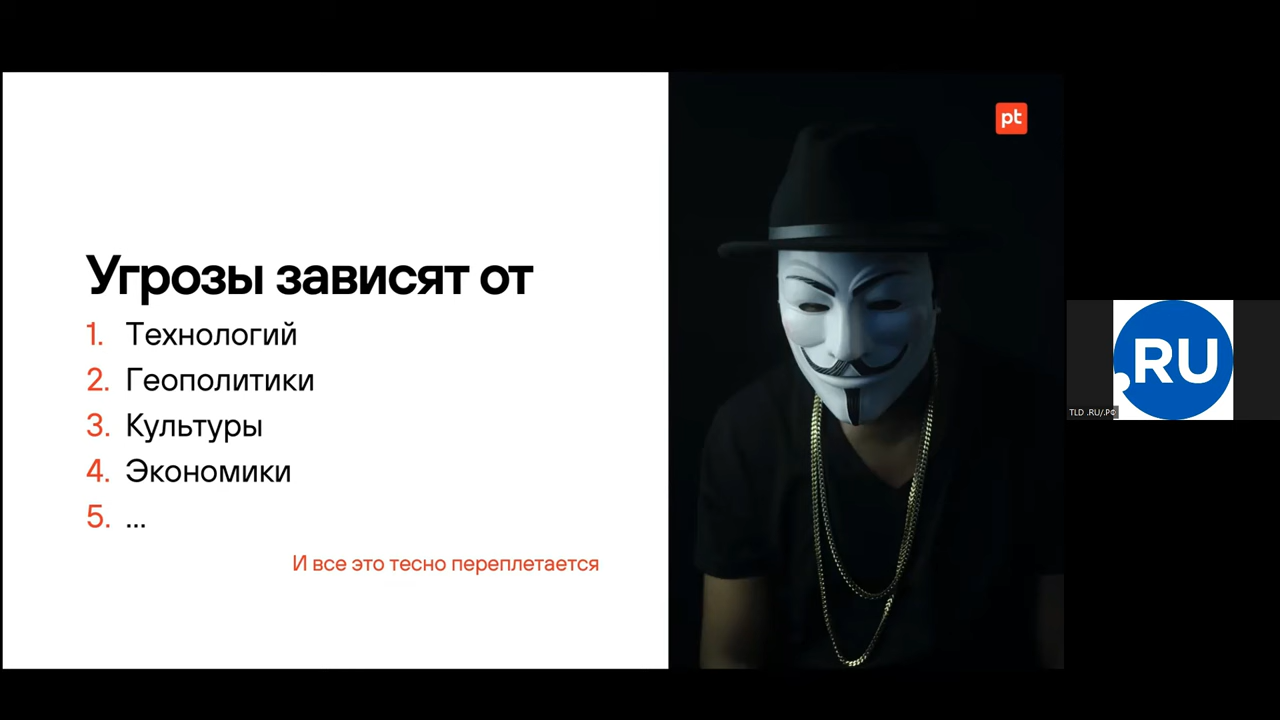 pt
Угрозы зависят от
1. Технологий
2. Геополитики
3. Культуры
4. Экономики
5. ...
И все это тесно переплетается
.RU
TLD .RU/.РФ